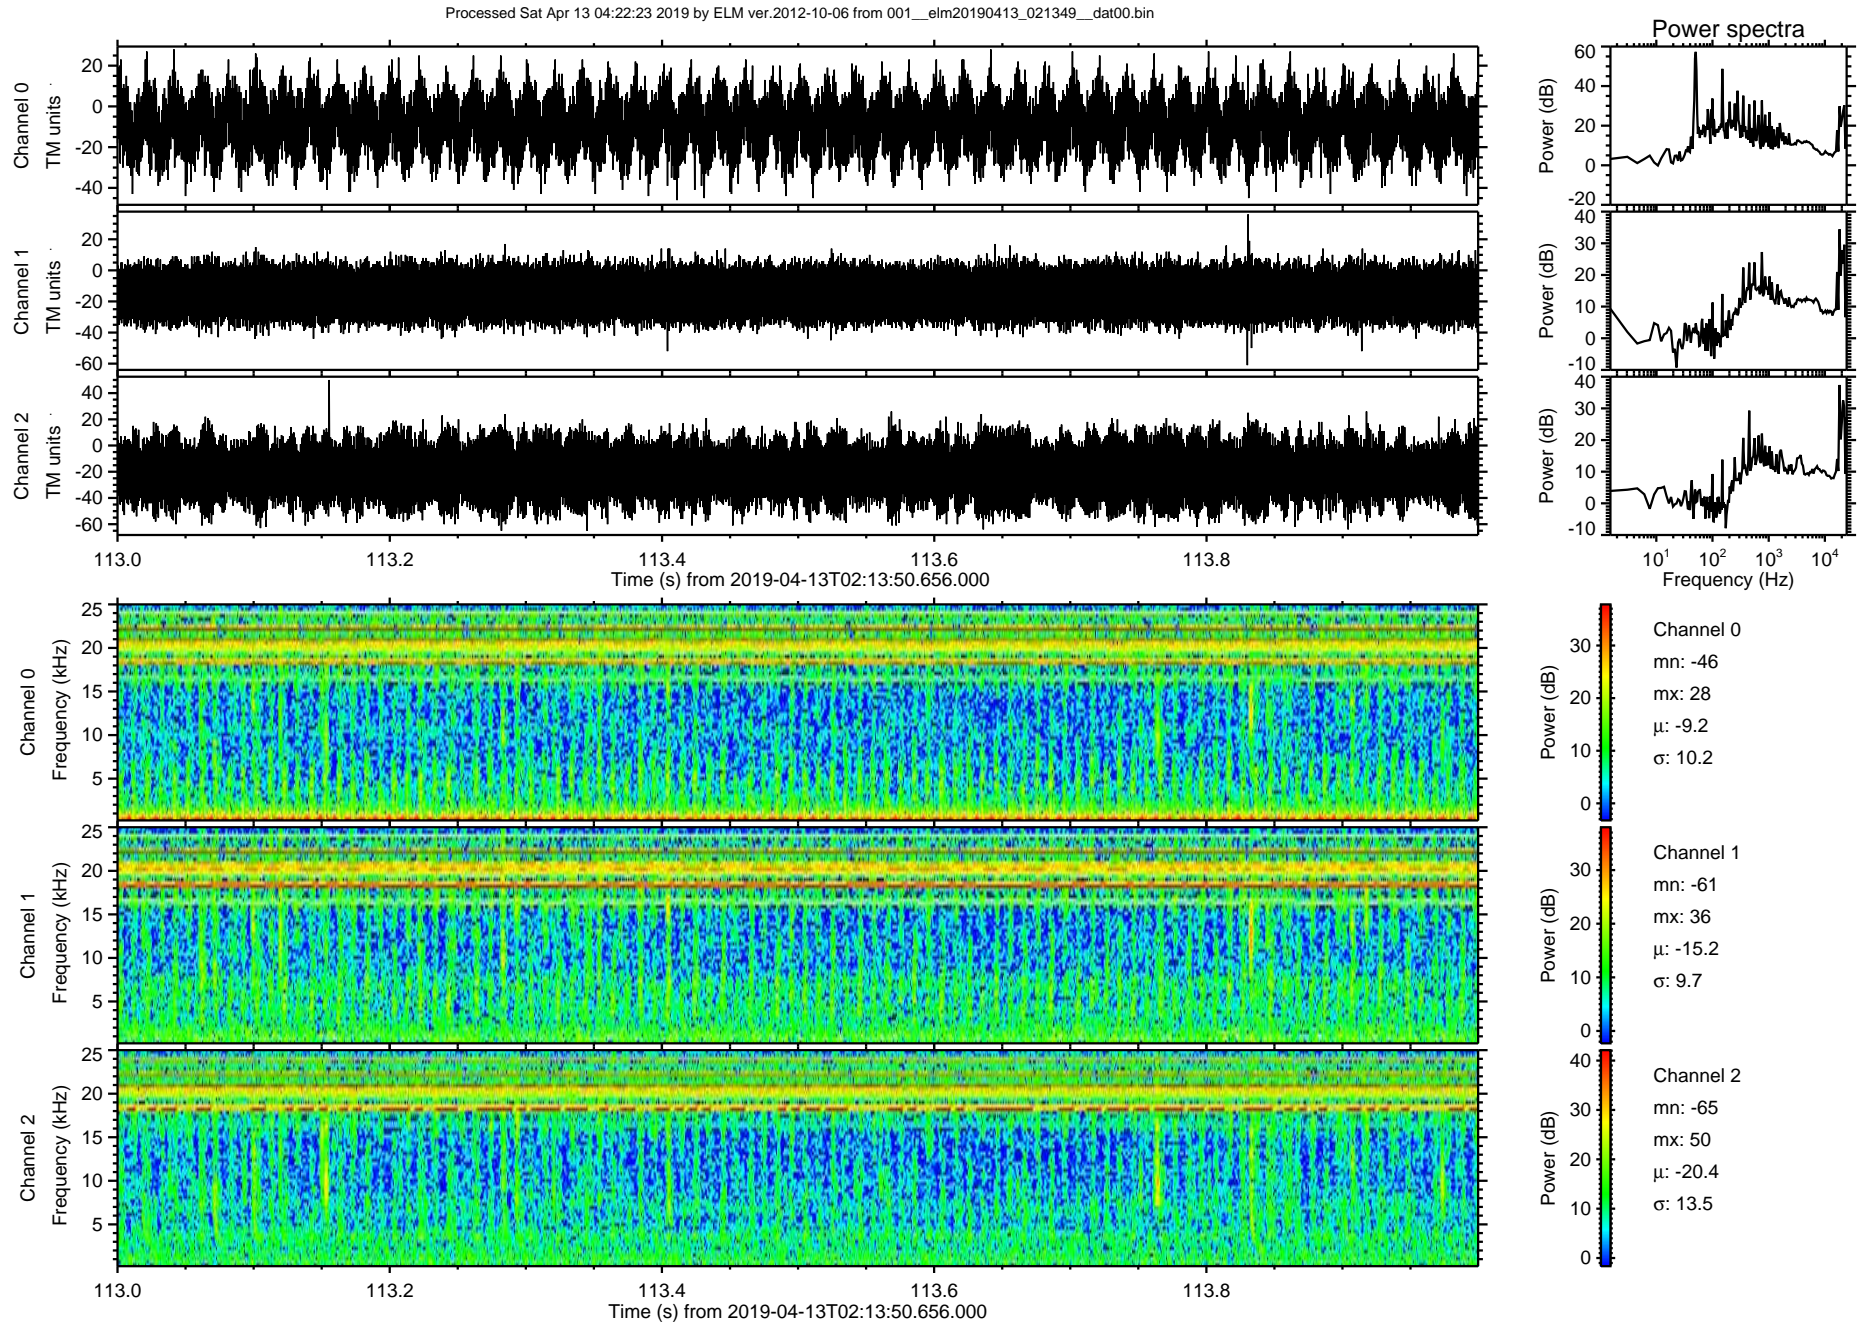 Processed Sat Apr 13 04:22:23 2019 by ELM ver.2012-10-06 from 001__elm20190413_021349__dat00.bin
Power spectra
Channel 0
TM units
20
0
-20
-40
Power (dB)
60
40
20
0
-20
Channel 1
TM units
20
0
-20
-40
-60
Power (dB)
40
30
20
10
0
-10
Channel 2
TM units
40
20
0
-20
-40
-60
Power (dB)
40
30
20
10
0
-10
113.0 113.2 113.4 113.6 113.8
Time (s) from 2019-04-13T02:13:50.656.000
10¹ 10² 10³ 10⁴
Frequency (Hz)
Channel 0
Frequency (kHz)
25
20
15
10
5
Power (dB)
30
20
10
0
Channel 0
mn: -46
mx: 28
μ: -9.2
σ: 10.2
Channel 1
Frequency (kHz)
25
20
15
10
5
Power (dB)
30
20
10
0
Channel 1
mn: -61
mx: 36
μ: -15.2
σ: 9.7
Channel 2
Frequency (kHz)
25
20
15
10
5
Power (dB)
40
30
20
10
0
Channel 2
mn: -65
mx: 50
μ: -20.4
σ: 13.5
113.0 113.2 113.4 113.6 113.8
Time (s) from 2019-04-13T02:13:50.656.000